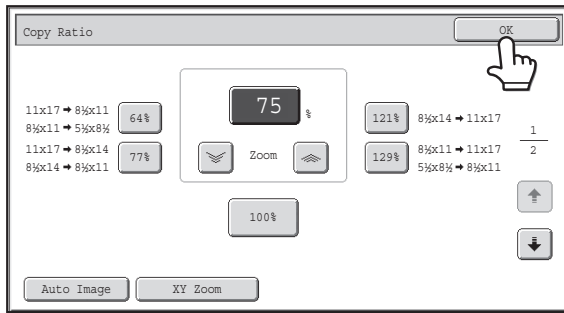 Copy Ratio
OK
11x17 ➡ 8½x11
8½x11 ➡ 5½x8½
64%
11x17 ➡ 8½x14
8½x14 ➡ 8½x11
77%
75 %
Zoom
100%
121%
8½x14 ➡ 11x17
129%
8½x11 ➡ 11x17
5½x8½ ➡ 8½x11
1
2
Auto Image
XY Zoom